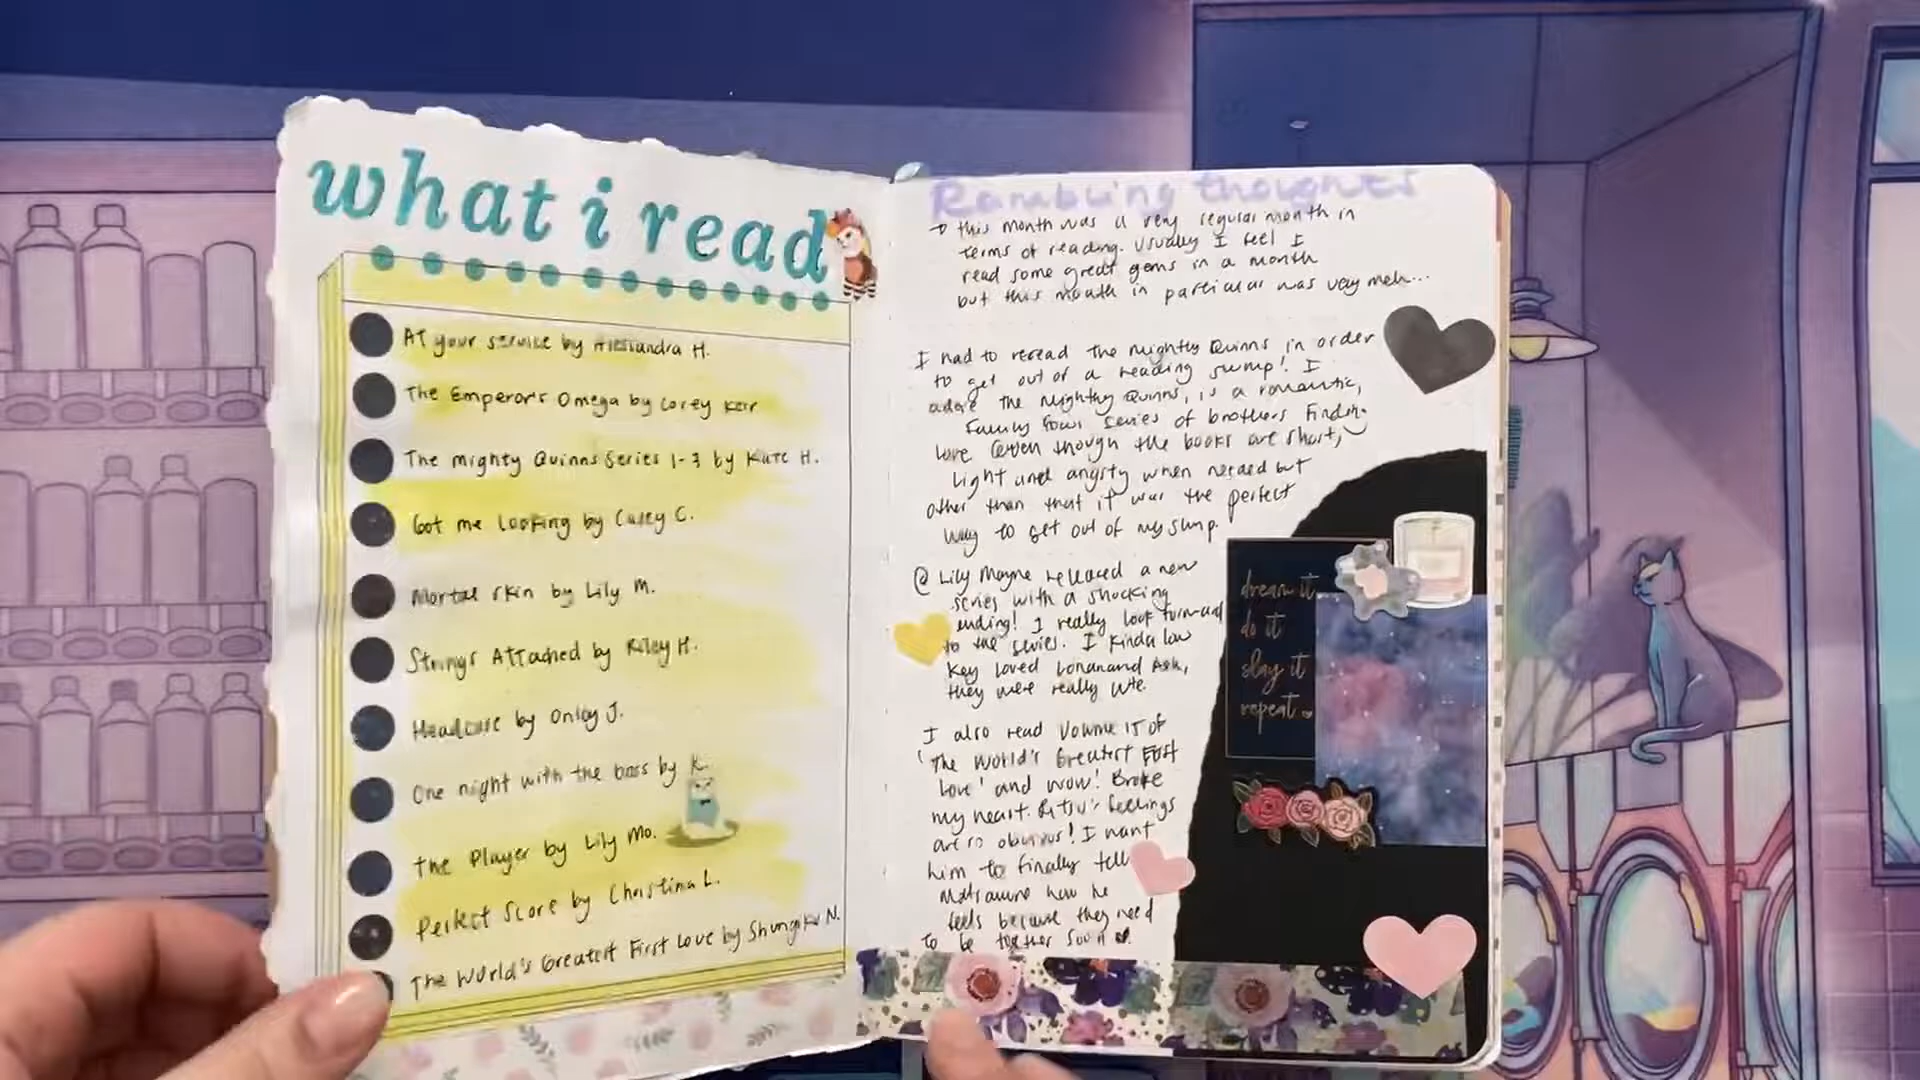 what i read
At your service by Alessandra H.
The Emperor's Omega by Corey Kerr
The mighty Quinns Series 1-3 by Kate H.
Got me Looking by Casey C.
Mortal skin by Lily M.
Strings Attached by Riley H.
Headcase by Onley J.
One night with the boss by K.
The Player by Lily Mo.
Perfect Score by Christina L.
The World's Greatest First Love by Shungiku N.
Rambling thoughts
→ this month was a very regular month in
terms of reading. Usually I feel I
read some great gems in a month
but this month in particular was very meh...
I had to reread the Mighty Quinns in order
to get out of a reading slump! I
adore the Mighty Quinns, is a romantic,
family series of brothers finding
love even though the books are short,
Light and angsty when needed but
other than that it was the perfect
way to get out of my slump.
@ Lily Mayne released a new
series with a shocking
ending! I really look forward
to the series. I kinda low
key loved and Ash,
they were really cute.
I also read Volume 15 of
'The World's Greatest First
Love' and wow! Broke
my heart. Ritsu's feelings
are so obvious! I want
him to finally tell
how he
feels because they need
to be together soon
dream it
do it
slay it
repeat